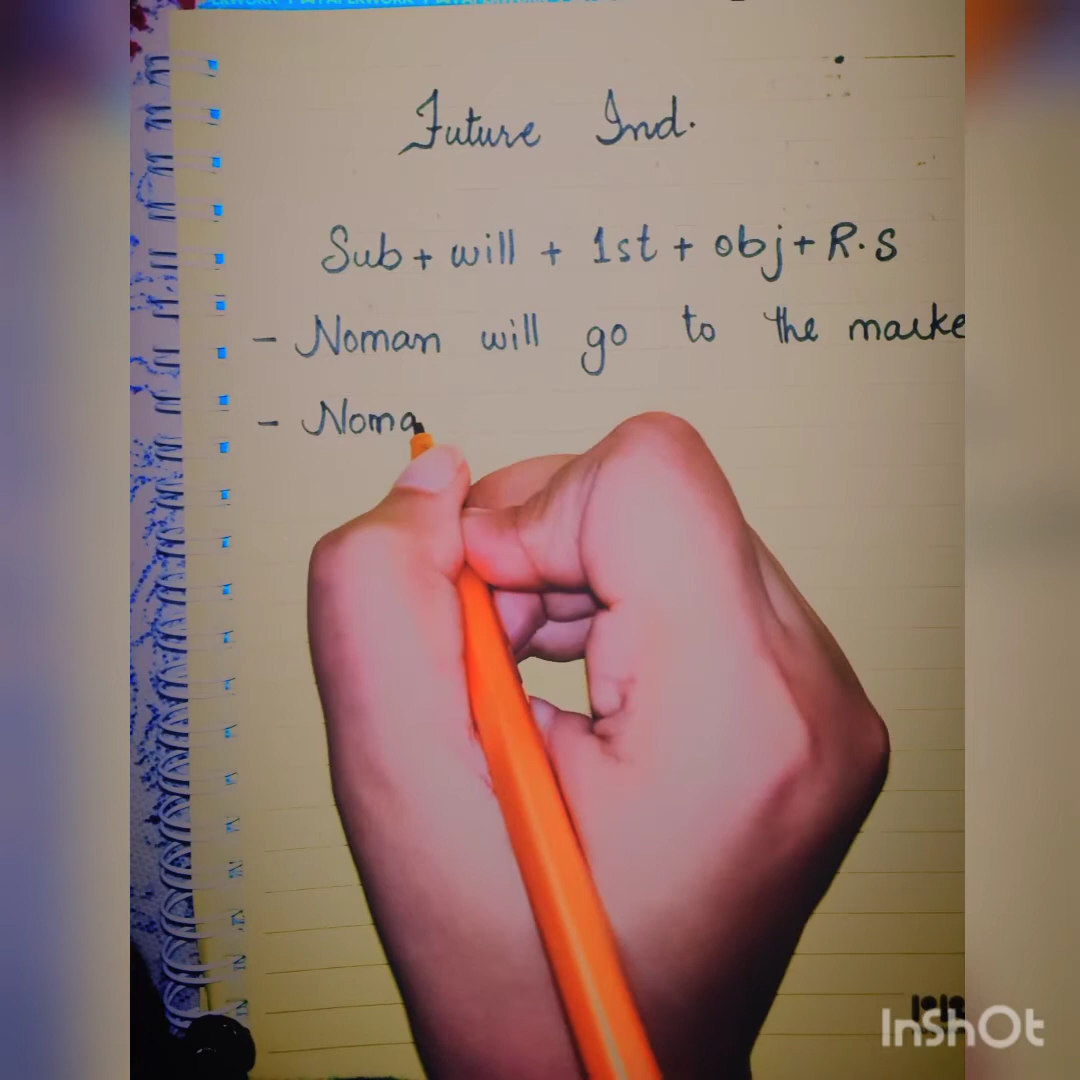 Future Ind.
Sub + will + 1st + obj + R.S
- Noman will go to the marke
- Noma
InShOt